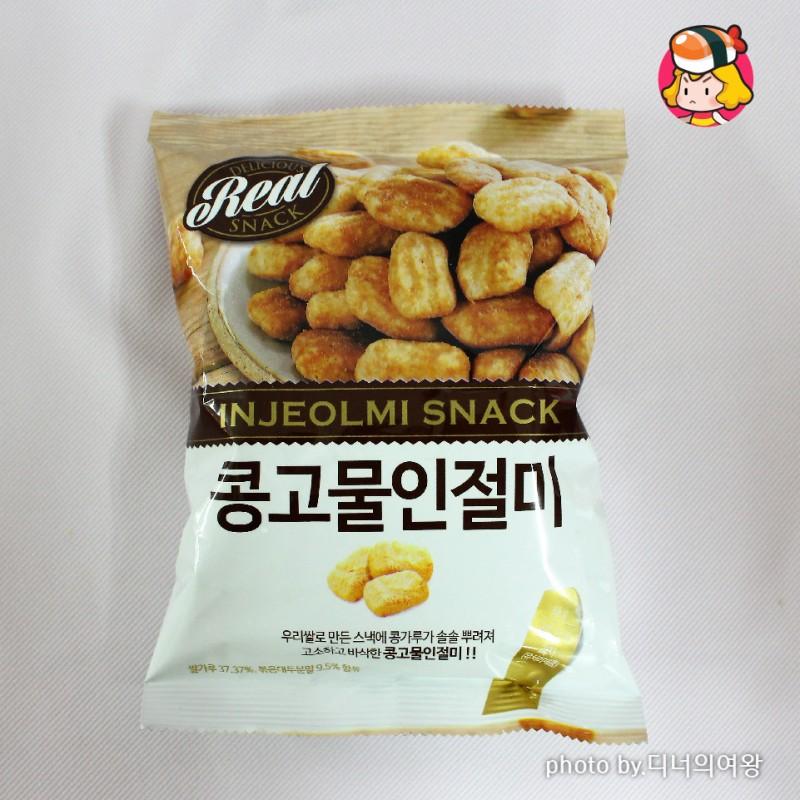 DELICIOUS
Real
SNACK
INJEOLMI SNACK
콩고물인절미
우리쌀로 만든 스낵에 콩가루가 솔솔 뿌려져
고소하고 바삭한 콩고물인절미 !!
쌀가루 37.37%, 볶은대두분말 9.5% 함유
photo by.디너의여왕